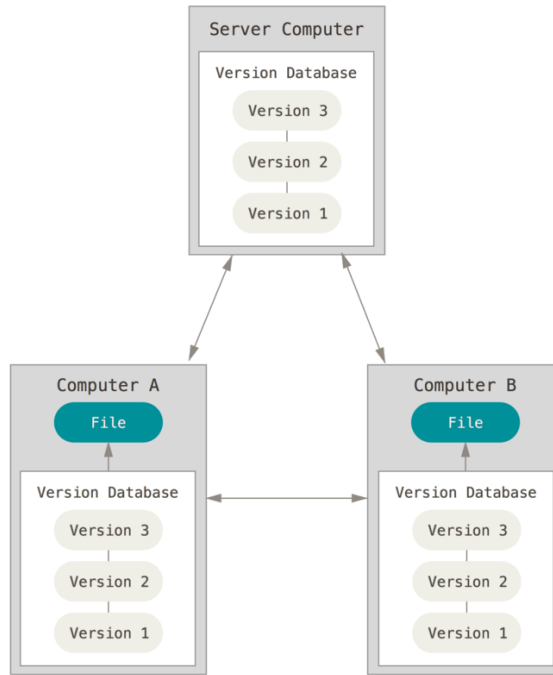 Server Computer
Version Database
Version 3
Version 2
Version 1
Computer A
File
Version Database
Version 3
Version 2
Version 1
Computer B
File
Version Database
Version 3
Version 2
Version 1